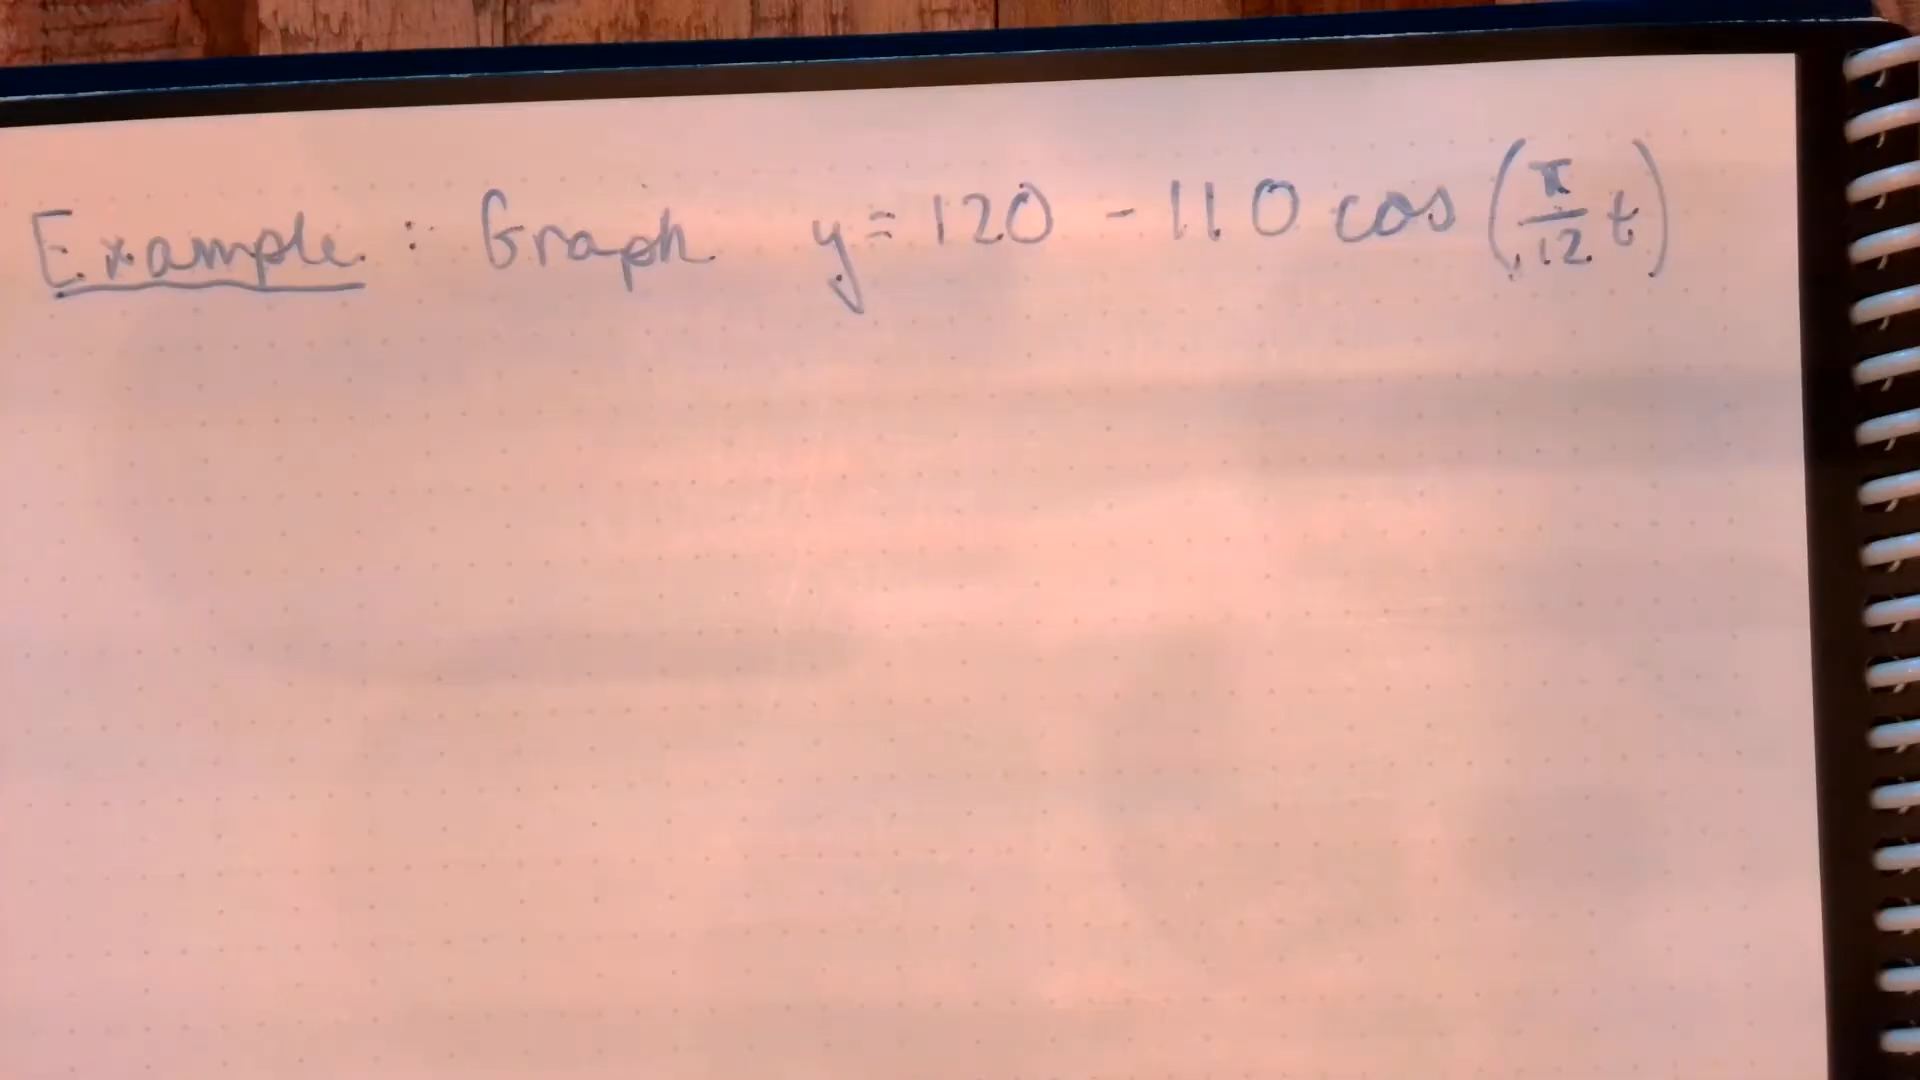 Example : Graph y = 120 - 110 cos (π/12 t)